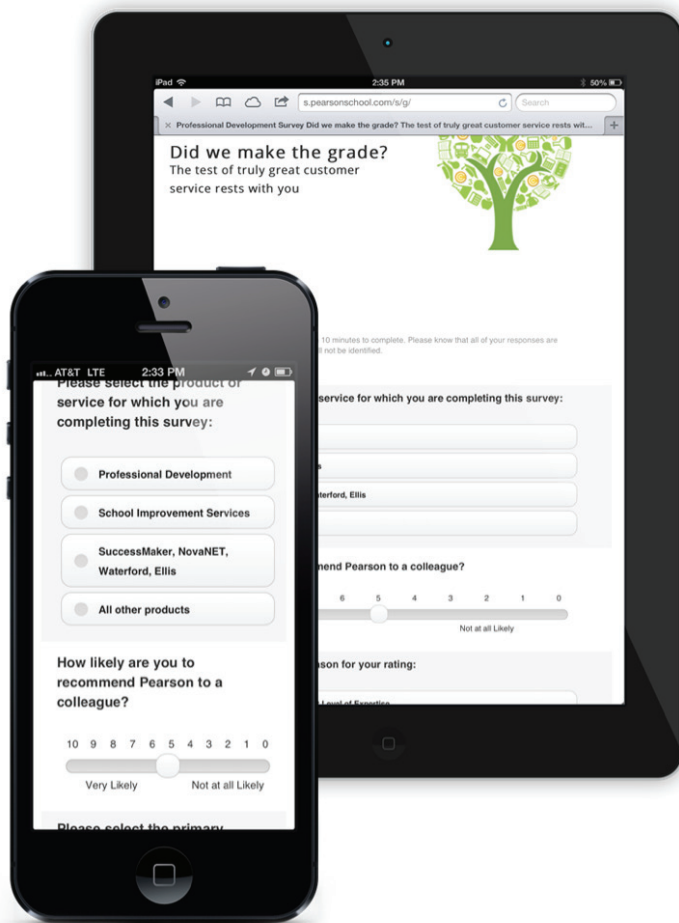 iPad
2:35 PM
50%
s.pearsonschool.com/s/g/
Search
Professional Development Survey Did we make the grade? The test of truly great customer service rests wit...
Did we make the grade?
The test of truly great customer
service rests with you
10 minutes to complete. Please know that all of your responses are
not be identified.
service for which you are completing this survey:
Waterford, Ellis
mend Pearson to a colleague?
6 5 4 3 2 1 0
Not at all Likely
son for your rating:
Level of Expertise
AT&T LTE
2:33 PM
Please select the product or
service for which you are
completing this survey:
Professional Development
School Improvement Services
SuccessMaker, NovaNET,
Waterford, Ellis
All other products
How likely are you to
recommend Pearson to a
colleague?
10 9 8 7 6 5 4 3 2 1 0
Very Likely
Not at all Likely
Please select the primary